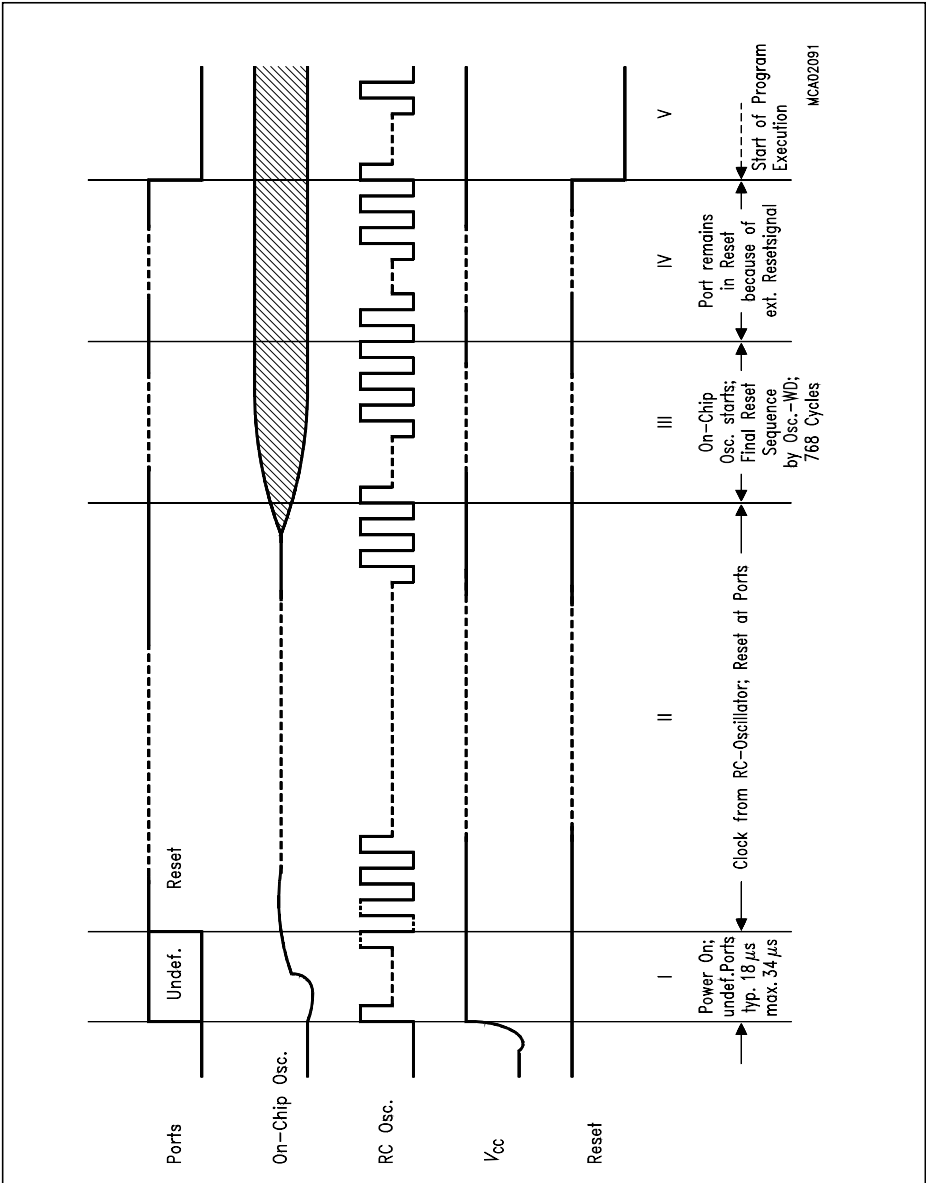 Ports
Undef.
Reset
On-Chip Osc.
RC Osc.
VCC
Reset
I
II
III
IV
V
Power On;
undef.Ports
typ. 18 µs
max. 34 µs
Clock from RC-Oscillator; Reset at Ports
On-Chip
Osc. starts;
Final Reset
Sequence
by Osc.-WD;
768 Cycles
Port remains
in Reset
because of
ext. Resetsignal
Start of Program
Execution
MCA02091